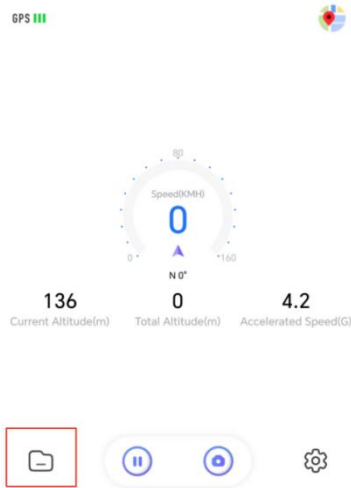 GPS
80
Speed(KMH)
0
0 160
N 0°
136 0 4.2
Current Altitude(m) Total Altitude(m) Accelerated Speed(G)